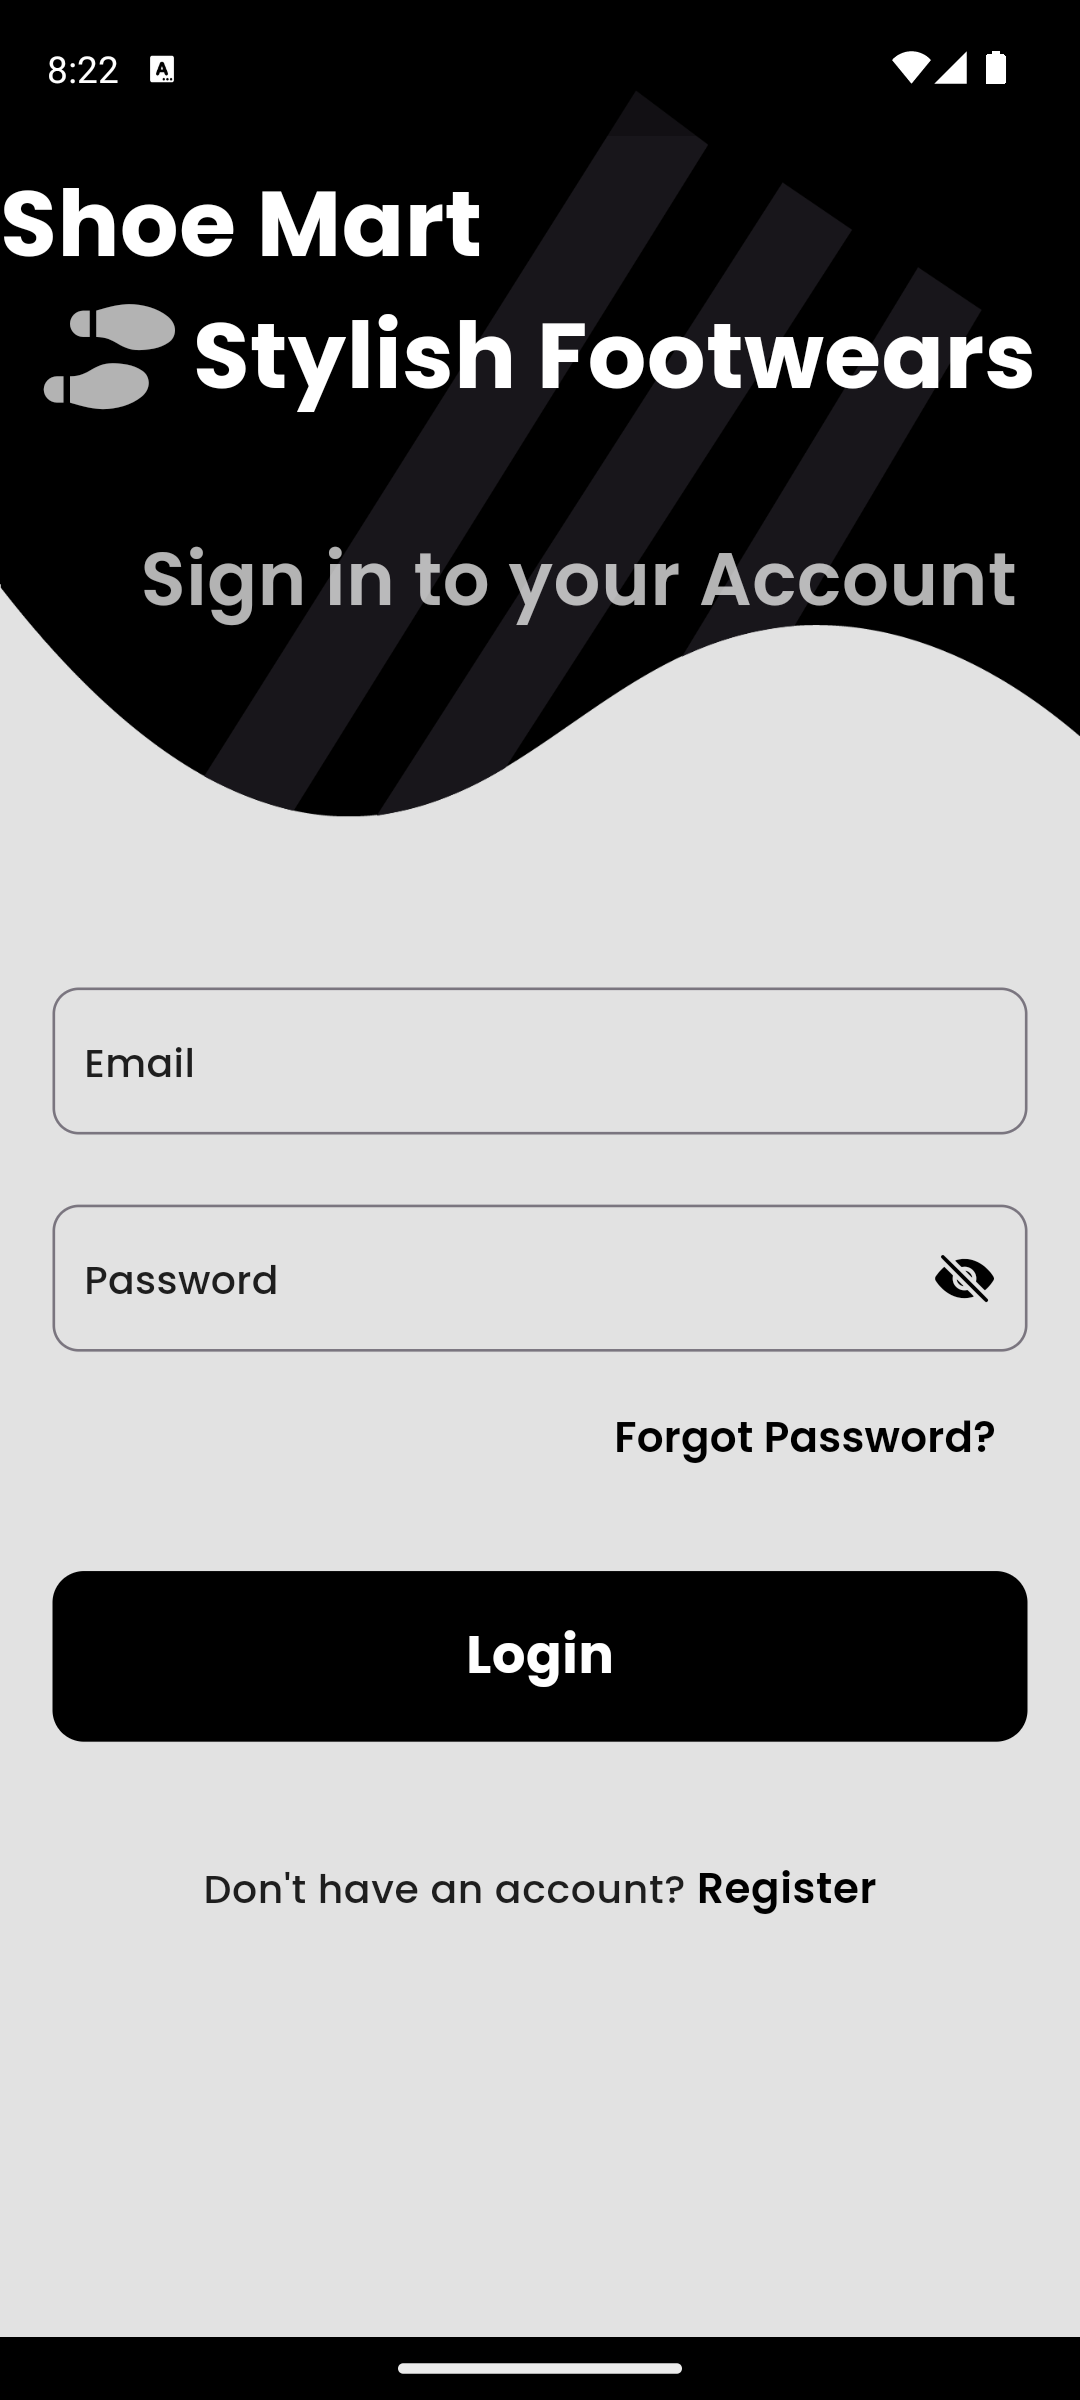 8:22
Shoe Mart
Stylish Footwears
Sign in to your Account
Email
Password
Forgot Password?
Login
Don't have an account? Register